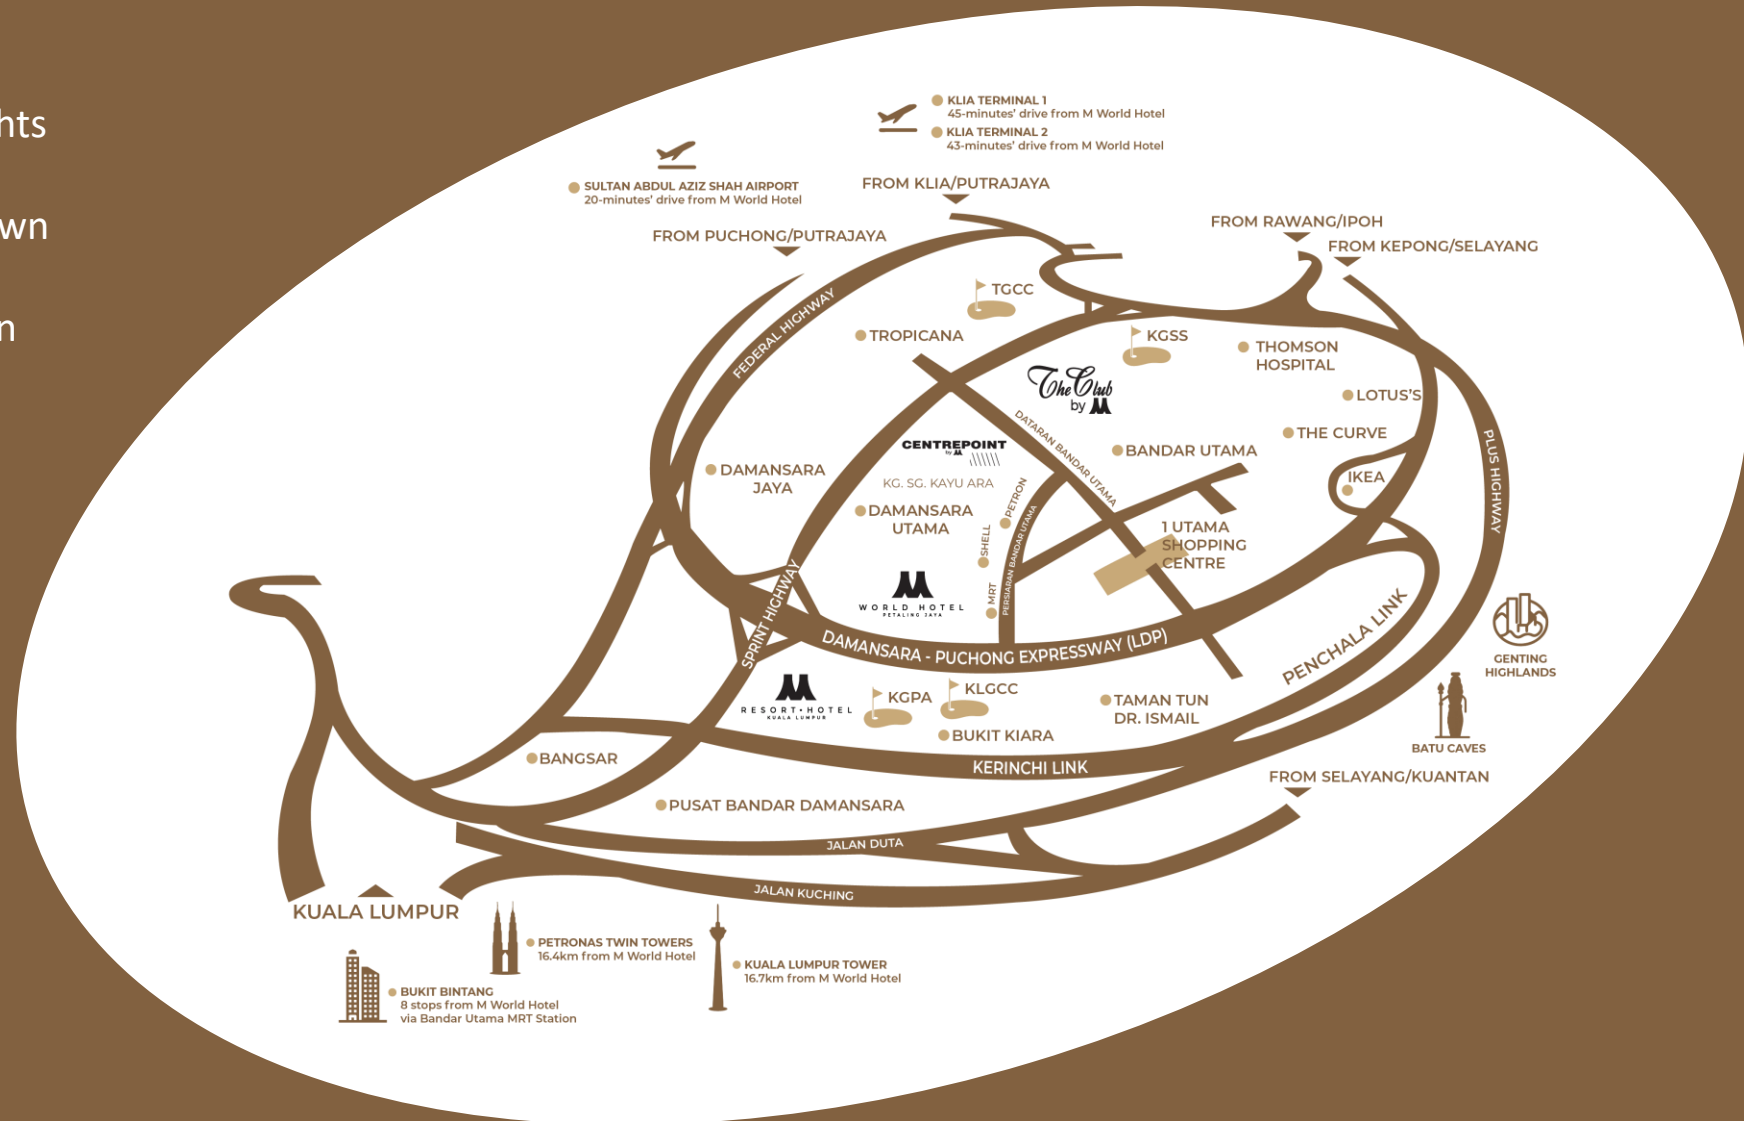 hts
wn
n
KLIA TERMINAL 1
45-minutes' drive from M World Hotel
KLIA TERMINAL 2
43-minutes' drive from M World Hotel
SULTAN ABDUL AZIZ SHAH AIRPORT
20-minutes' drive from M World Hotel
FROM KLIA/PUTRAJAYA
FROM PUCHONG/PUTRAJAYA
FROM RAWANG/IPOH
FROM KEPONG/SELAYANG
TGCC
FEDERAL HIGHWAY
TROPICANA
KGSS
THOMSON
HOSPITAL
The Club
by M
LOTUS'S
DATARAN BANDAR UTAMA
THE CURVE
CENTREPOINT
by M
BANDAR UTAMA
PLUS HIGHWAY
DAMANSARA
JAYA
KG. SG. KAYU ARA
IKEA
DAMANSARA
UTAMA
PETRON
SHELL
MRT
PERSIARAN BANDAR UTAMA
1 UTAMA
SHOPPING
CENTRE
M
WORLD HOTEL
PETALING JAYA
SPRINT HIGHWAY
DAMANSARA - PUCHONG EXPRESSWAY (LDP)
PENCHALA LINK
GENTING
HIGHLANDS
M
RESORT • HOTEL
KUALA LUMPUR
KGPA
KLGCC
TAMAN TUN
DR. ISMAIL
BUKIT KIARA
BATU CAVES
BANGSAR
KERINCHI LINK
FROM SELAYANG/KUANTAN
PUSAT BANDAR DAMANSARA
JALAN DUTA
JALAN KUCHING
KUALA LUMPUR
PETRONAS TWIN TOWERS
16.4km from M World Hotel
KUALA LUMPUR TOWER
16.7km from M World Hotel
BUKIT BINTANG
8 stops from M World Hotel
via Bandar Utama MRT Station